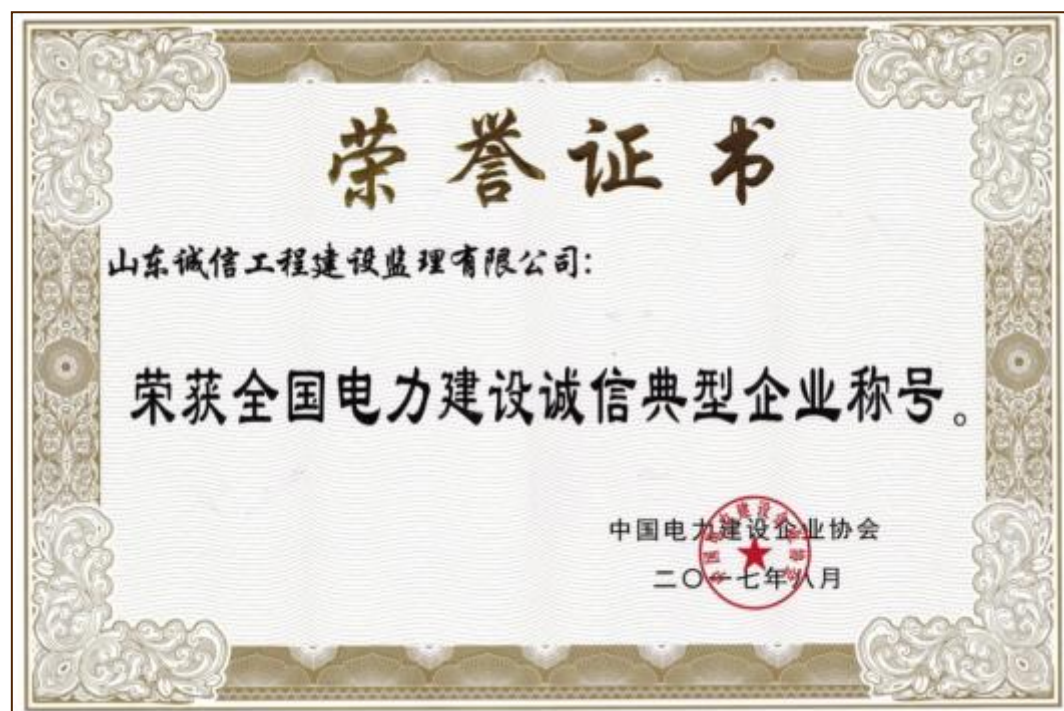 荣誉证书
山东诚信工程建设监理有限公司:
荣获全国电力建设诚信典型企业称号。
中国电力建设企业协会
二〇一七年八月